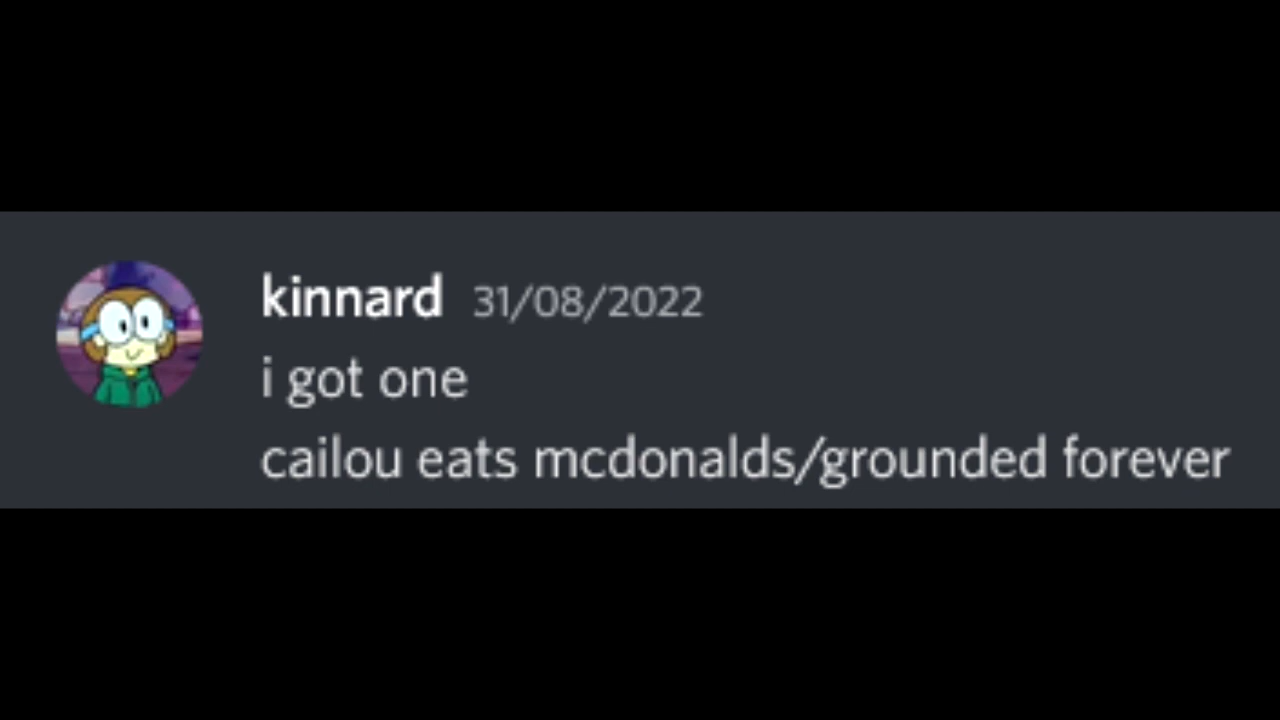 kinnard 31/08/2022
i got one
cailou eats mcdonalds/grounded forever